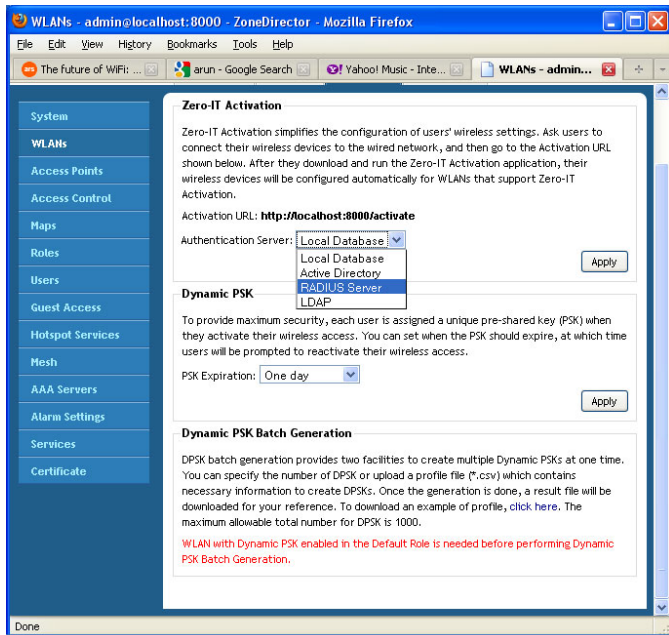 WLANs - admin@localhost:8000 - ZoneDirector - Mozilla Firefox
File Edit View History Bookmarks Tools Help
The future of WiFi: ...
arun - Google Search
Yahoo! Music - Inte...
WLANs - admin...
System
WLANs
Access Points
Access Control
Maps
Roles
Users
Guest Access
Hotspot Services
Mesh
AAA Servers
Alarm Settings
Services
Certificate
Zero-IT Activation
Zero-IT Activation simplifies the configuration of users' wireless settings. Ask users to
connect their wireless devices to the wired network, and then go to the Activation URL
shown below. After they download and run the Zero-IT Activation application, their
wireless devices will be configured automatically for WLANs that support Zero-IT
Activation.
Activation URL: http://localhost:8000/activate
Authentication Server: Local Database
Local Database
Active Directory
RADIUS Server
LDAP
Apply
Dynamic PSK
To provide maximum security, each user is assigned a unique pre-shared key (PSK) when
they activate their wireless access. You can set when the PSK should expire, at which time
users will be prompted to reactivate their wireless access.
PSK Expiration: One day
Apply
Dynamic PSK Batch Generation
DPSK batch generation provides two facilities to create multiple Dynamic PSKs at one time.
You can specify the number of DPSK or upload a profile file (*.csv) which contains
necessary information to create DPSKs. Once the generation is done, a result file will be
downloaded for your reference. To download an example of profile, click here. The
maximum allowable total number for DPSK is 1000.
WLAN with Dynamic PSK enabled in the Default Role is needed before performing Dynamic
PSK Batch Generation.
Done